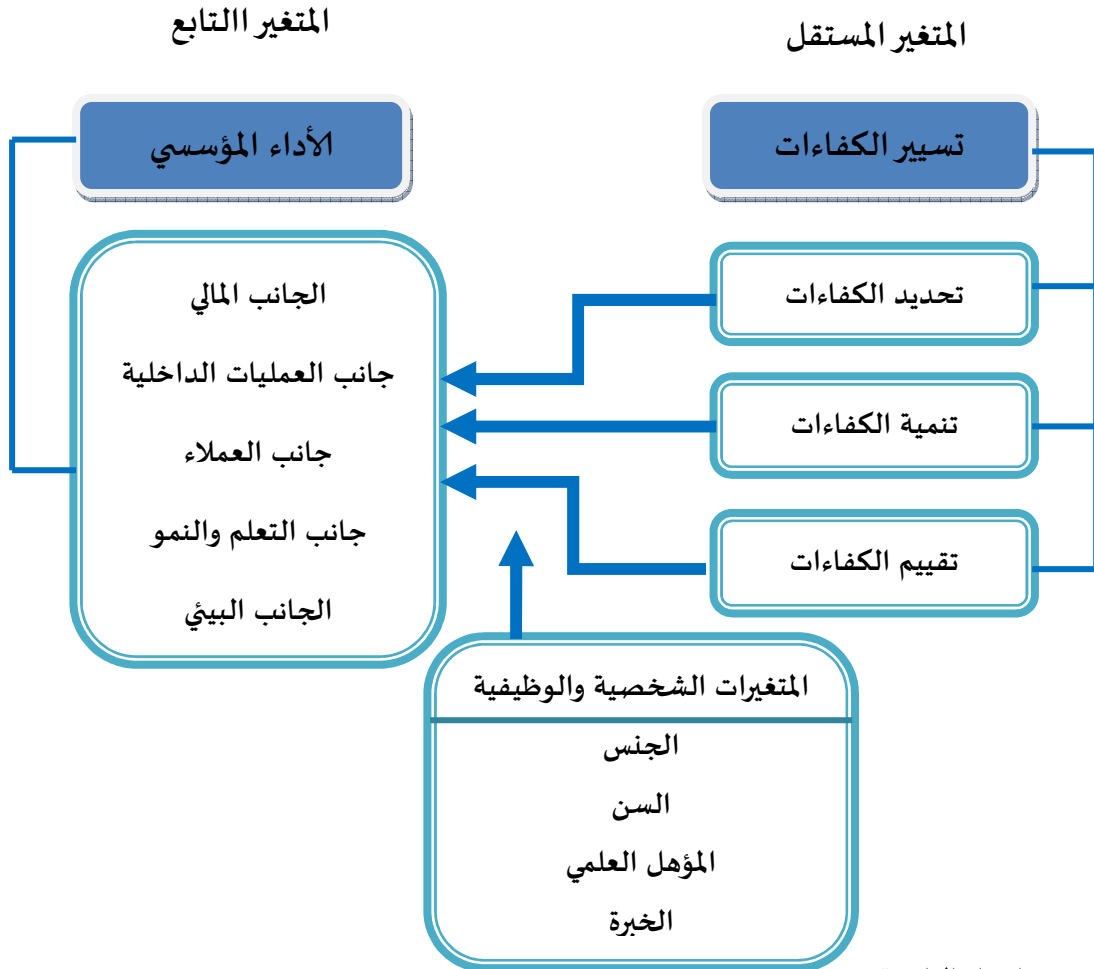 المتغير المستقل
المتغير االتابع
تسيير الكفاءات
الأداء المؤسسي
تحديد الكفاءات
تنمية الكفاءات
تقييم الكفاءات
الجانب المالي
جانب العمليات الداخلية
جانب العملاء
جانب التعلم والنمو
الجانب البيئي
المتغيرات الشخصية والوظيفية
الجنس
السن
المؤهل العلمي
الخبرة